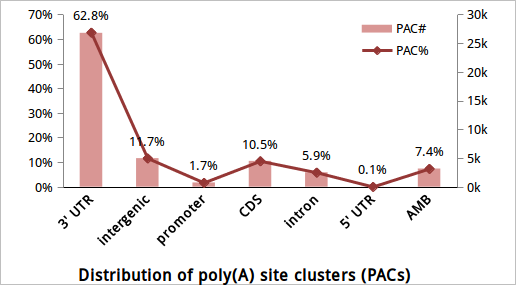 70%
60%
50%
40%
30%
20%
10%
0%
62.8%
11.7%
1.7%
10.5%
5.9%
0.1%
7.4%
PAC#
PAC%
30k
25k
20k
15k
10k
5k
0k
3' UTR
intergenic
promoter
CDS
intron
5' UTR
AMB
Distribution of poly(A) site clusters (PACs)